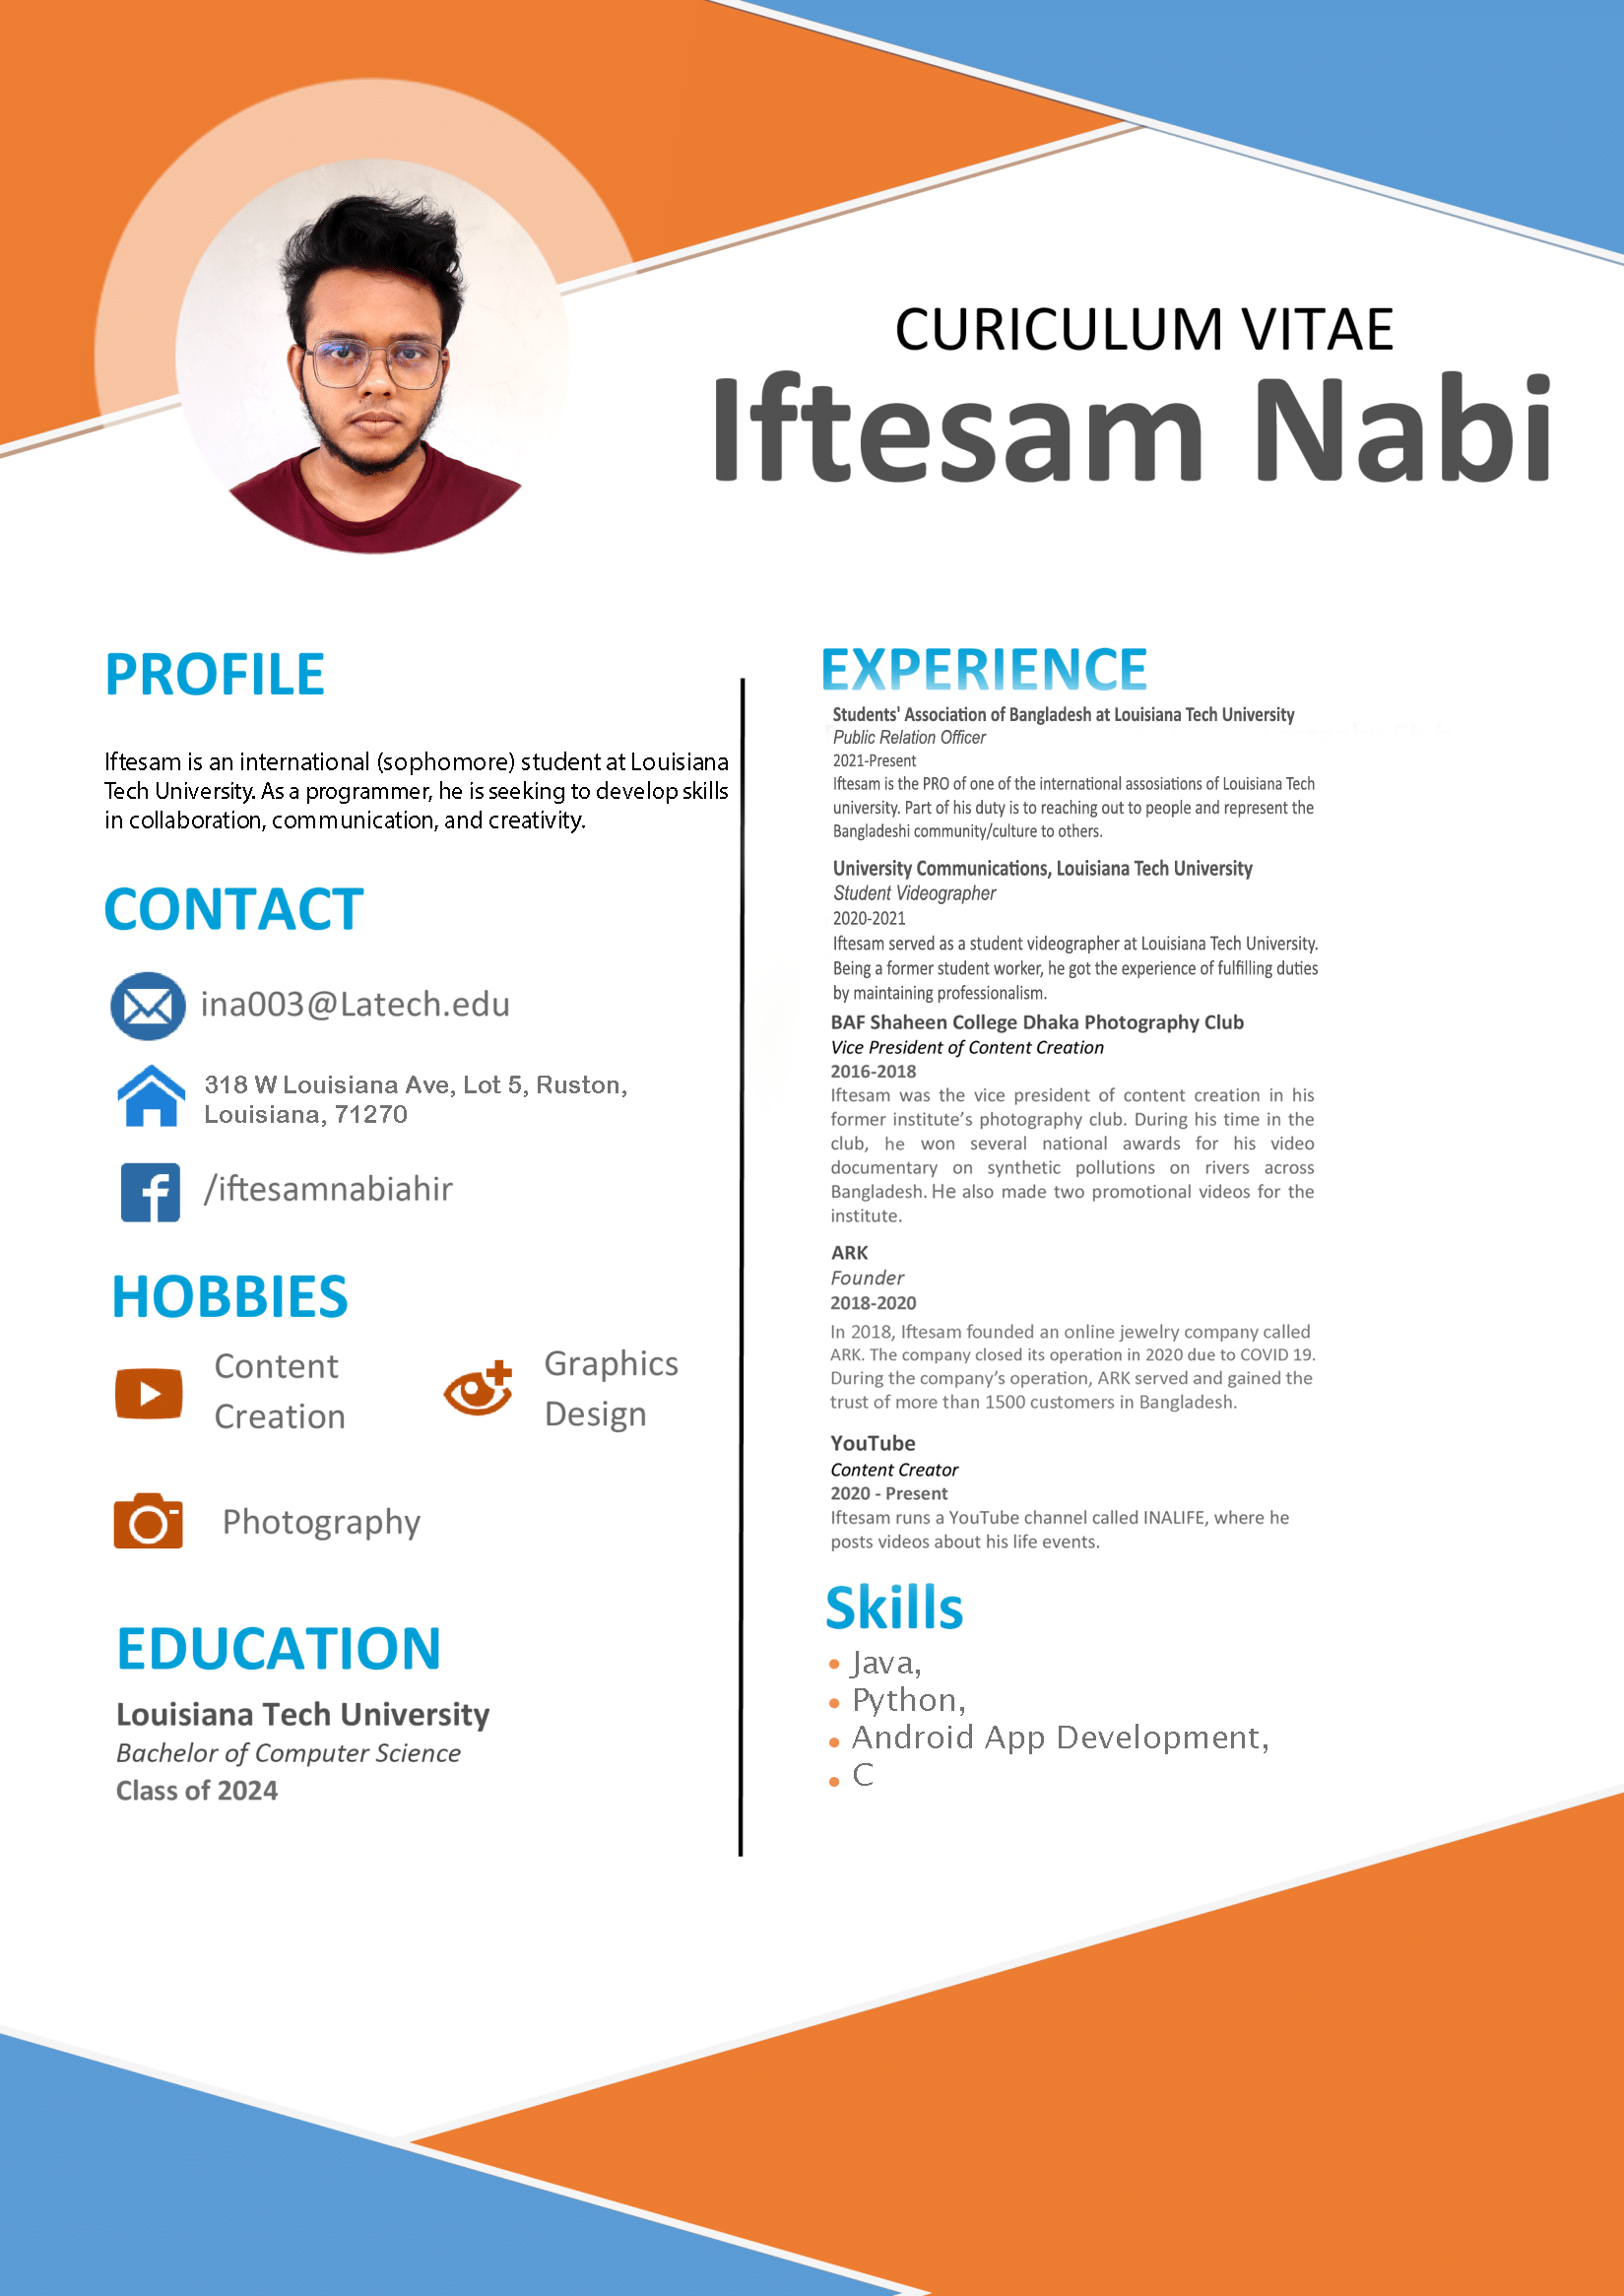 CURICULUM VITAE
Iftesam Nabi
PROFILE
Iftesam is an international (sophomore) student at Louisiana
Tech University. As a programmer, he is seeking to develop skills
in collaboration, communication, and creativity.
CONTACT
ina003@Latech.edu
318 W Louisiana Ave, Lot 5, Ruston,
Louisiana, 71270
/iftesamnabiahir
HOBBIES
Content
Creation
Graphics
Design
Photography
EDUCATION
Louisiana Tech University
Bachelor of Computer Science
Class of 2024
EXPERIENCE
Students' Association of Bangladesh at Louisiana Tech University
Public Relation Officer
2021-Present
Iftesam is the PRO of one of the international assosiations of Louisiana Tech
university. Part of his duty is to reaching out to people and represent the
Bangladeshi community/culture to others.
University Communications, Louisiana Tech University
Student Videographer
2020-2021
Iftesam served as a student videographer at Louisiana Tech University.
Being a former student worker, he got the experience of fulfilling duties
by maintaining professionalism.
BAF Shaheen College Dhaka Photography Club
Vice President of Content Creation
2016-2018
Iftesam was the vice president of content creation in his
former institute’s photography club. During his time in the
club, he won several national awards for his video
documentary on synthetic pollutions on rivers across
Bangladesh. He also made two promotional videos for the
institute.
ARK
Founder
2018-2020
In 2018, Iftesam founded an online jewelry company called
ARK. The company closed its operation in 2020 due to COVID 19.
During the company’s operation, ARK served and gained the
trust of more than 1500 customers in Bangladesh.
YouTube
Content Creator
2020 - Present
Iftesam runs a YouTube channel called INALIFE, where he
posts videos about his life events.
Skills
• Java,
• Python,
• Android App Development,
• C